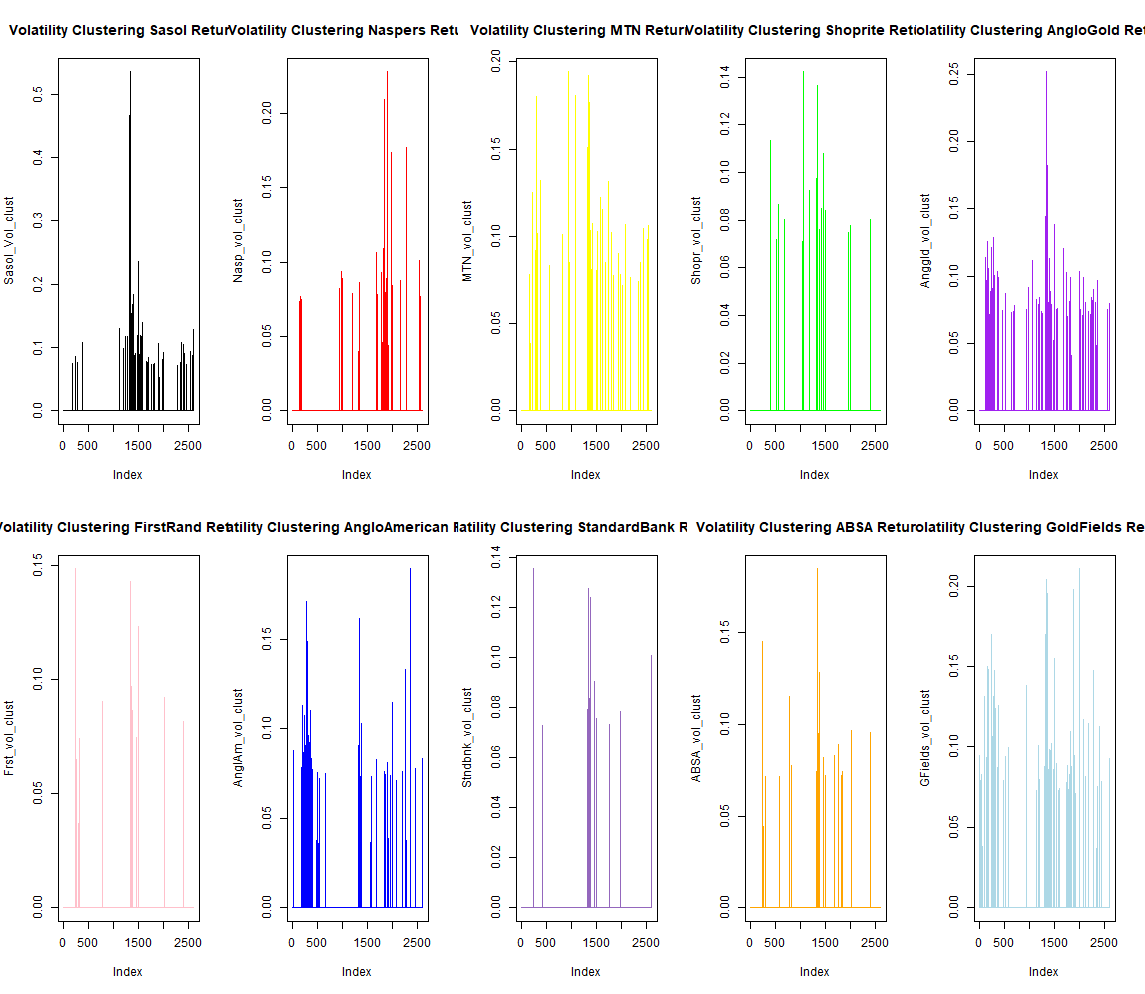 Volatility Clustering Sasol Retur
0.5
0.4
0.3
0.2
0.1
0.0
Sasol_Vol_clust
0 500 1500 2500
Index
Volatility Clustering Naspers Retu
0.20
0.15
0.10
0.05
0.00
Nasp_vol_clust
0 500 1500 2500
Index
Volatility Clustering MTN Retur
0.20
0.15
0.10
0.05
0.00
MTN_vol_clust
0 500 1500 2500
Index
Volatility Clustering Shoprite Ret
0.14
0.12
0.10
0.08
0.06
0.04
0.02
0.00
Shopr_vol_clust
0 500 1500 2500
Index
olatility Clustering AngloGold Ret
0.25
0.20
0.15
0.10
0.05
0.00
Anggld_vol_clust
0 500 1500 2500
Index
Volatility Clustering FirstRand Ret
0.15
0.10
0.05
0.00
Frst_vol_clust
0 500 1500 2500
Index
atility Clustering AngloAmerican R
0.15
0.10
0.05
0.00
AnglAm_vol_clust
0 500 1500 2500
Index
atility Clustering StandardBank R
0.14
0.12
0.10
0.08
0.06
0.04
0.02
0.00
Stndbnk_vol_clust
0 500 1500 2500
Index
Volatility Clustering ABSA Retur
0.15
0.10
0.05
0.00
ABSA_vol_clust
0 500 1500 2500
Index
olatility Clustering GoldFields Re
0.20
0.15
0.10
0.05
0.00
GFields_vol_clust
0 500 1500 2500
Index